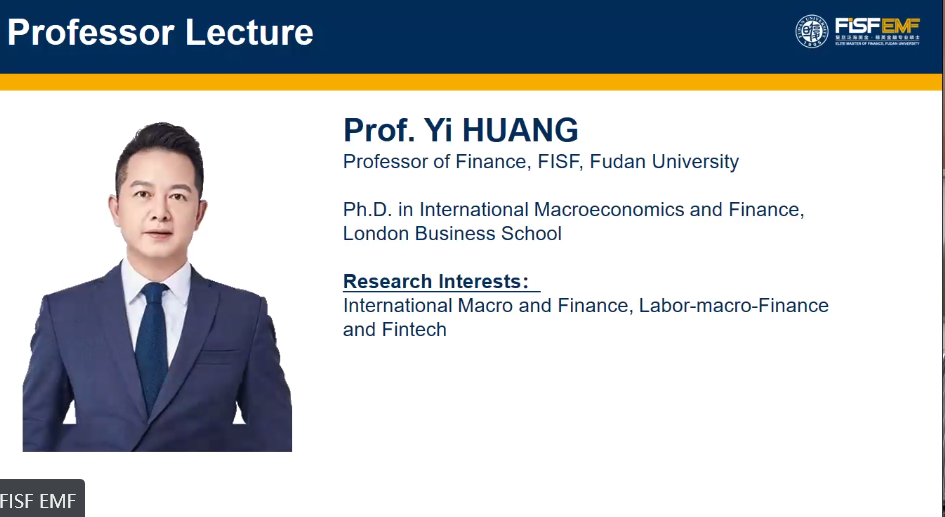 Professor Lecture
FISF EMF
ELITE MASTER OF FINANCE, FUDAN UNIVERSITY
Prof. Yi HUANG
Professor of Finance, FISF, Fudan University
Ph.D. in International Macroeconomics and Finance,
London Business School
Research Interests：
International Macro and Finance, Labor-macro-Finance
and Fintech
FISF EMF